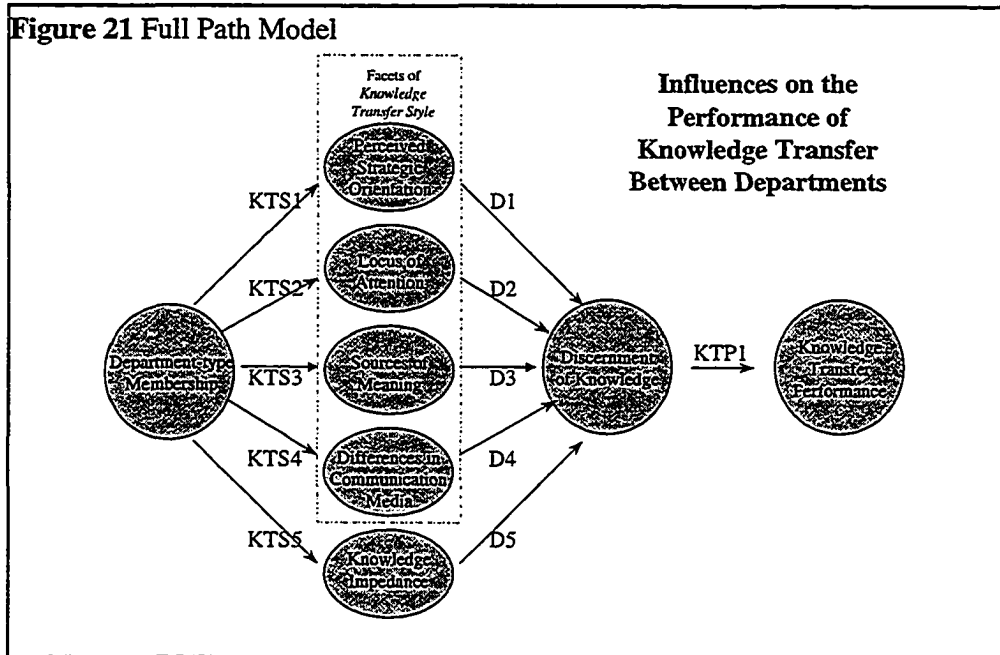 Figure 21 Full Path Model
Facets of
Knowledge
Transfer Style
Influences on the
Performance of
Knowledge Transfer
Between Departments
Perceived
Strategic
Orientation
KTS1
D1
Locus of
Attention
KTS2
D2
Department-type
Membership
KTS3
Sources of
Meaning
D3
Discernment
of Knowledge
KTP1
Knowledge
Transfer
Performance
KTS4
Differences in
Communication
Media
D4
KTS5
D5
Knowledge
Impedance